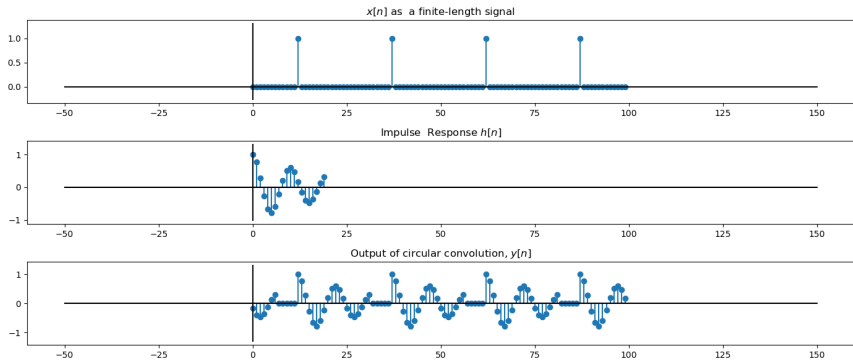 x[n] as a finite-length signal
1.0
0.5
0.0
−50 −25 0 25 50 75 100 125 150
Impulse Response h[n]
1
0
−1
−50 −25 0 25 50 75 100 125 150
Output of circular convolution, y[n]
1
0
−1
−50 −25 0 25 50 75 100 125 150